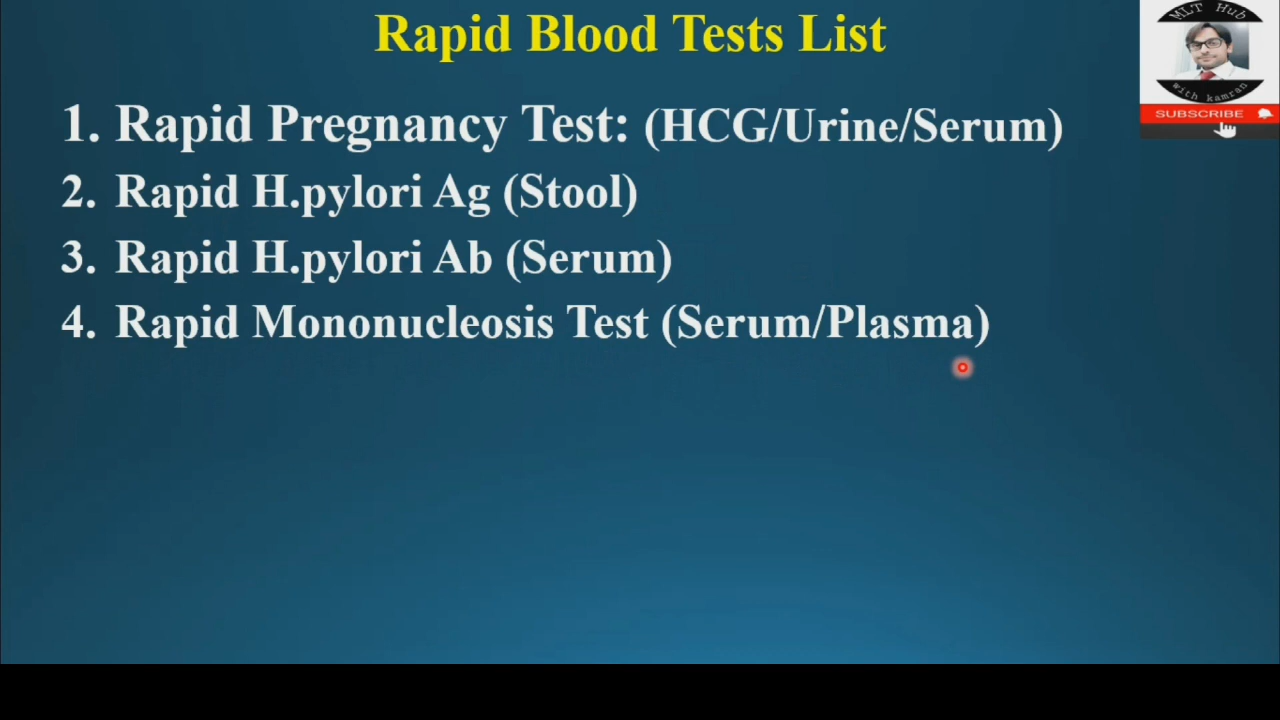 Rapid Blood Tests List
MLT Hub
with kamran
SUBSCRIBE
1. Rapid Pregnancy Test: (HCG/Urine/Serum)
2. Rapid H.pylori Ag (Stool)
3. Rapid H.pylori Ab (Serum)
4. Rapid Mononucleosis Test (Serum/Plasma)